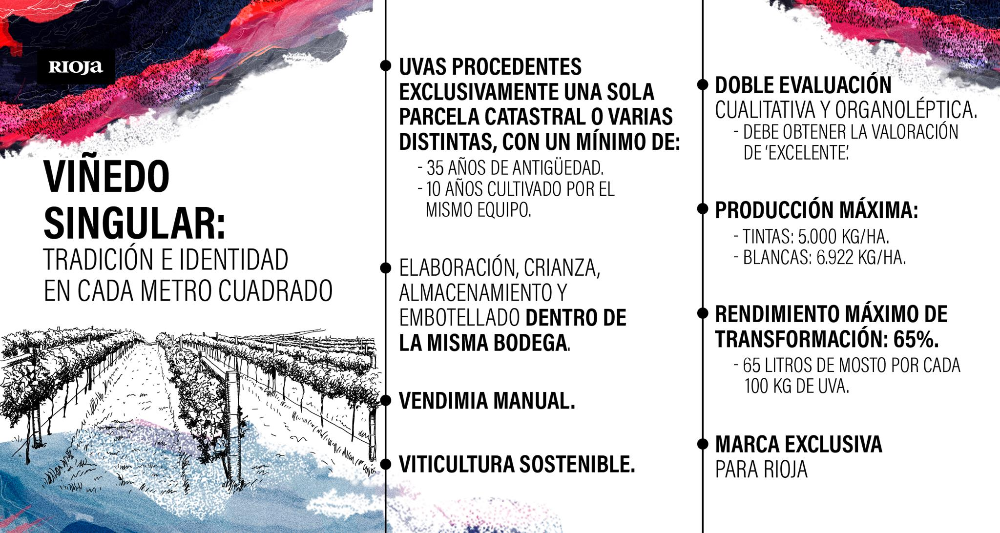 RIOJA
VIÑEDO
SINGULAR:
TRADICIÓN E IDENTIDAD
EN CADA METRO CUADRADO
UVAS PROCEDENTES
EXCLUSIVAMENTE UNA SOLA
PARCELA CATASTRAL O VARIAS
DISTINTAS, CON UN MÍNIMO DE:
- 35 AÑOS DE ANTIGÜEDAD.
- 10 AÑOS CULTIVADO POR EL
MISMO EQUIPO.
ELABORACIÓN, CRIANZA,
ALMACENAMIENTO Y
EMBOTELLADO DENTRO DE
LA MISMA BODEGA.
VENDIMIA MANUAL.
VITICULTURA SOSTENIBLE.
DOBLE EVALUACIÓN
CUALITATIVA Y ORGANOLÉPTICA.
- DEBE OBTENER LA VALORACIÓN
DE ‘EXCELENTE’.
PRODUCCIÓN MÁXIMA:
- TINTAS: 5.000 KG/HA.
- BLANCAS: 6.922 KG/HA.
RENDIMIENTO MÁXIMO DE
TRANSFORMACIÓN: 65%.
- 65 LITROS DE MOSTO POR CADA
100 KG DE UVA.
MARCA EXCLUSIVA
PARA RIOJA